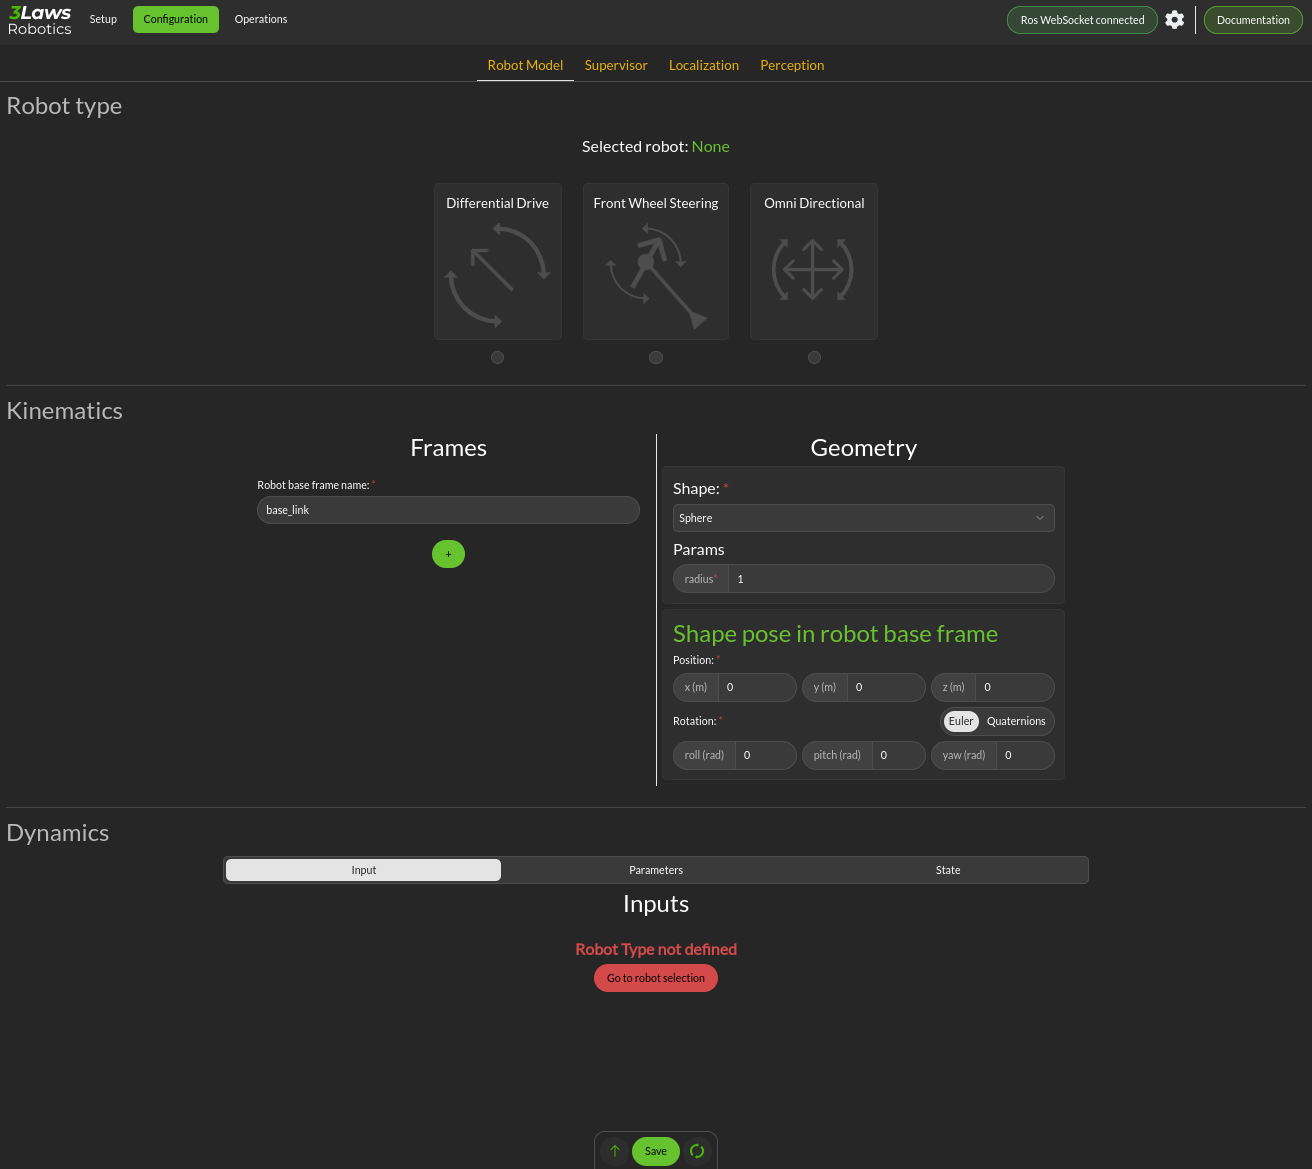 3Laws
Robotics
Setup
Configuration
Operations
Ros WebSocket connected
Documentation
Robot Model
Supervisor
Localization
Perception
Robot type
Selected robot: None
Differential Drive
Front Wheel Steering
Omni Directional
Kinematics
Frames
Robot base frame name: *
base_link
+
Geometry
Shape: *
Sphere
Params
radius* 1
Shape pose in robot base frame
Position: *
x (m) 0
y (m) 0
z (m) 0
Rotation: *
Euler
Quaternions
roll (rad) 0
pitch (rad) 0
yaw (rad) 0
Dynamics
Input
Parameters
State
Inputs
Robot Type not defined
Go to robot selection
Save